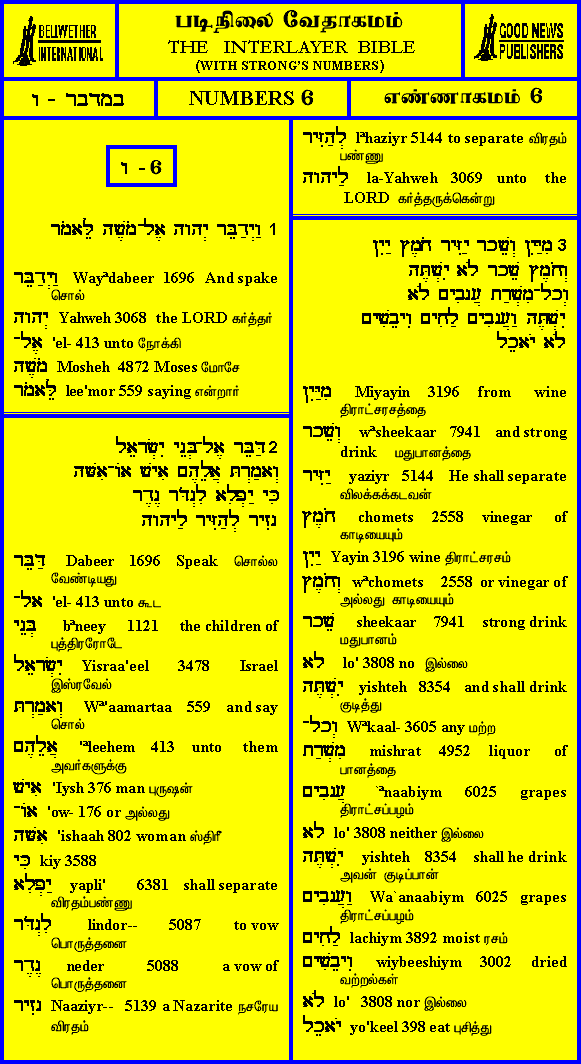 BELLWETHER
INTERNATIONAL
படிநிலை வேதாகமம்
THE INTERLAYER BIBLE
(WITH STRONG'S NUMBERS)
GOOD NEWS
PUBLISHERS
במדבר - ו
NUMBERS 6
எண்ணாகமம் 6
ו - 6
1 וַיְדַבֵּר יְהוָה אֶל־מֹשֶׁה לֵּאמֹר
וַיְדַבֵּר Wayªdabeer 1696 And spake
சொல்
יְהוָה Yahweh 3068 the LORD கர்த்தர்
אֶל־ 'el- 413 unto நோக்கி
מֹשֶׁה Mosheh 4872 Moses மோசே
לֵּאמֹר lee'mor 559 saying என்றார்
2 דַּבֵּר אֶל־בְּנֵי יִשְׂרָאֵל
וְאָמַרְתָּ אֲלֵהֶם אִישׁ אוֹ־אִשָּׁה
כִּי יַפְלִא לִנְדֹּר נֶדֶר
נָזִיר לְהַזִּיר לַיהוָה
דַּבֵּר Dabeer 1696 Speak சொல்ல
வேண்டியது
אֶל־ 'el- 413 unto கூட
בְּנֵי bªneey 1121 the children of
புத்திரரோடே
יִשְׂרָאֵל Yisraa'eel 3478 Israel
இஸ்ரவேல்
וְאָמַרְתָּ Wª'aamartaa 559 and say
சொல்
אֲלֵהֶם 'ªleehem 413 unto them
அவர்களுக்கு
אִישׁ 'Iysh 376 man புருஷன்
אוֹ־ 'ow- 176 or அல்லது
אִשָּׁה 'ishaah 802 woman ஸ்திரீ
כִּי kiy 3588
יַפְלִא yapli' 6381 shall separate
விரதம்பண்ணு
לִנְדֹּר lindor-- 5087 to vow
பொருத்தனை
נֶדֶר neder 5088 a vow of
பொருத்தனை
נָזִיר Naaziyr-- 5139 a Nazarite நசரேய
விரதம்
לְהַזִּיר lªhaziyr 5144 to separate விரதம்
பண்ணு
לַיהוָה la-Yahweh 3069 unto the
LORD கர்த்தருக்கென்று
3 מִיַּיִן וְשֵׁכָר יַזִּיר חֹמֶץ יַיִן
וְחֹמֶץ שֵׁכָר לֹא יִשְׁתֶּה
וְכָל־מִשְׁרַת עֲנָבִים לֹא
יִשְׁתֶּה וַעֲנָבִים לַחִים וִיבֵשִׁים
לֹא יֹאכֵל
מִיַּיִן Miyayin 3196 from wine
திராட்சரசத்தை
וְשֵׁכָר wªsheekaar 7941 and strong
drink மதுபானத்தை
יַזִּיר yaziyr 5144 He shall separate
விலக்கக்கடவன்
חֹמֶץ chomets 2558 vinegar of
காடியையும்
יַיִן Yayin 3196 wine திராட்சரசம்
וְחֹמֶץ wªchomets 2558 or vinegar of
அல்லது காடியையும்
שֵׁכָר sheekaar 7941 strong drink
மதுபானம்
לֹא lo' 3808 no இல்லை
יִשְׁתֶּה yishteh 8354 and shall drink
குடித்து
וְכָל־ Wªkaal- 3605 any மற்ற
מִשְׁרַת mishrat 4952 liquor of
பானத்தை
עֲנָבִים `ªnaabiym 6025 grapes
திராட்சப்பழம்
לֹא lo' 3808 neither இல்லை
יִשְׁתֶּה yishteh 8354 shall he drink
அவன் குடிப்பான்
וַעֲנָבִים Wa`anaabiym 6025 grapes
திராட்சப்பழம்
לַחִים lachiym 3892 moist ரசம்
וִיבֵשִׁים wiybeeshiym 3002 dried
வற்றல்கள்
לֹא lo' 3808 nor இல்லை
יֹאכֵל yo'keel 398 eat புசித்து